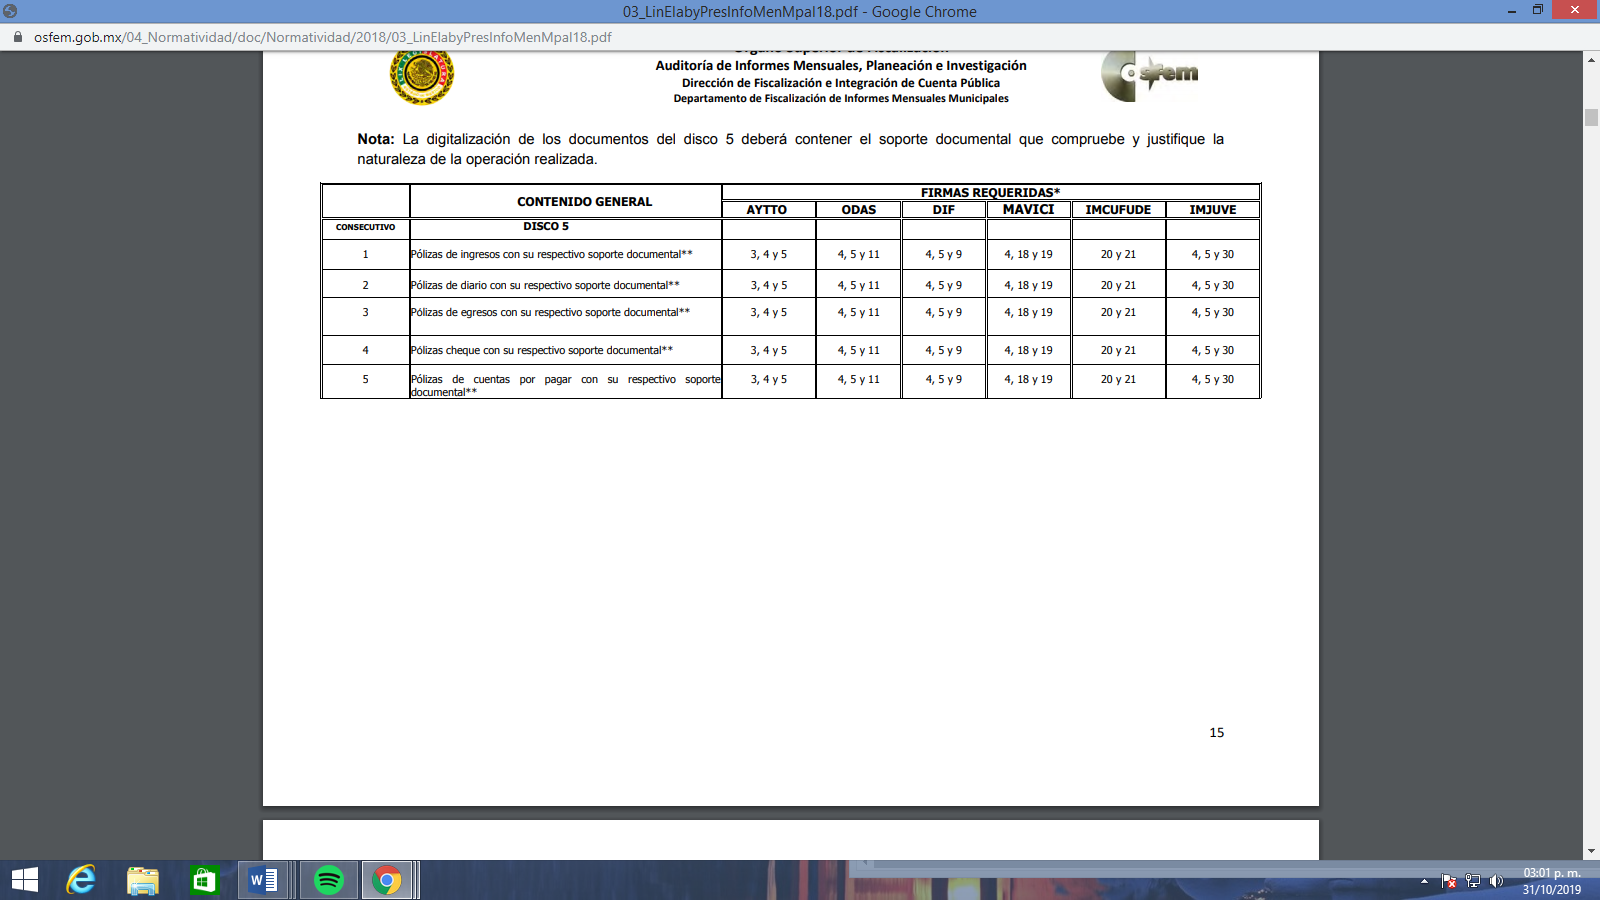 03_LinElabyPresInfoMenMpal18.pdf - Google Chrome
osfem.gob.mx/04_Normatividad/doc/Normatividad/2018/03_LinElabyPresInfoMenMpal18.pdf
Órgano Superior de Fiscalización
Auditoría de Informes Mensuales, Planeación e Investigación
Dirección de Fiscalización e Integración de Cuenta Pública
Departamento de Fiscalización de Informes Mensuales Municipales
osfem
Nota: La digitalización de los documentos del disco 5 deberá contener el soporte documental que compruebe y justifique la
naturaleza de la operación realizada.
CONTENIDO GENERAL FIRMAS REQUERIDAS*
AYTTO ODAS DIF MAVICI IMCUFUDE IMJUVE
CONSECUTIVO DISCO 5
1 Pólizas de ingresos con su respectivo soporte documental** 3, 4 y 5 4, 5 y 11 4, 5 y 9 4, 18 y 19 20 y 21 4, 5 y 30
2 Pólizas de diario con su respectivo soporte documental** 3, 4 y 5 4, 5 y 11 4, 5 y 9 4, 18 y 19 20 y 21 4, 5 y 30
3 Pólizas de egresos con su respectivo soporte documental** 3, 4 y 5 4, 5 y 11 4, 5 y 9 4, 18 y 19 20 y 21 4, 5 y 30
4 Pólizas cheque con su respectivo soporte documental** 3, 4 y 5 4, 5 y 11 4, 5 y 9 4, 18 y 19 20 y 21 4, 5 y 30
5 Pólizas de cuentas por pagar con su respectivo soporte 3, 4 y 5 4, 5 y 11 4, 5 y 9 4, 18 y 19 20 y 21 4, 5 y 30
documental**
15
03:01 p. m.
31/10/2019